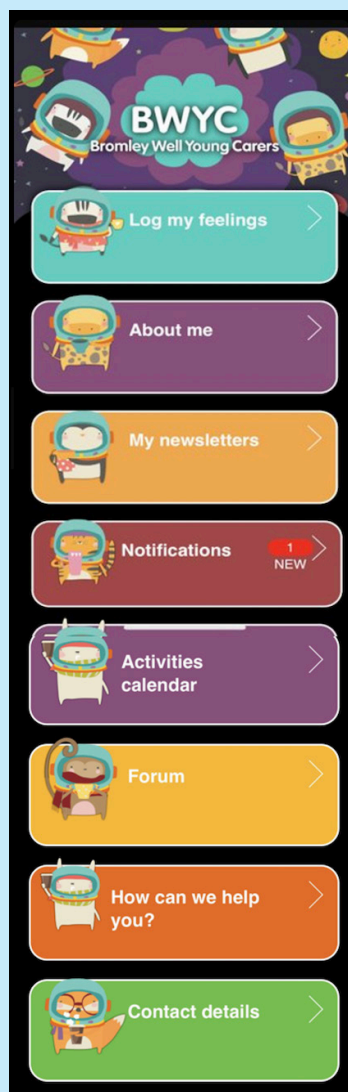 BWYC
Bromley Well Young Carers
Log my feelings
About me
My newsletters
Notifications
1
NEW
Activities
calendar
Forum
How can we help
you?
Contact details